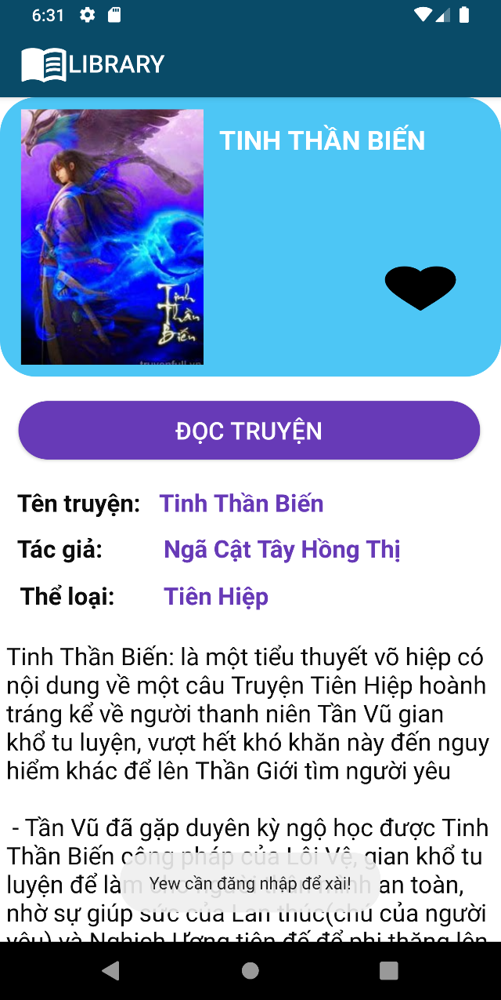 6:31
LIBRARY
TINH THẦN BIẾN
Tinh
Thần
Biến
truyenfull.vn
ĐỌC TRUYỆN
Tên truyện: Tinh Thần Biến
Tác giả: Ngã Cật Tây Hồng Thị
Thể loại: Tiên Hiệp
Tinh Thần Biến: là một tiểu thuyết võ hiệp có
nội dung về một câu Truyện Tiên Hiệp hoành
tráng kể về người thanh niên Tần Vũ gian
khổ tu luyện, vượt hết khó khăn này đến nguy
hiểm khác để lên Thần Giới tìm người yêu
- Tần Vũ đã gặp duyên kỳ ngộ học được Tinh
Thần Biến công pháp của Lôi Vệ, gian khổ tu
luyện để làm cho người thân mình an toàn,
Yew cần đăng nhập để xài!
nhờ sự giúp sức của Lan thúc(chú của người
yêu) và Nghịch Ương tiên đế để phi thăng lên